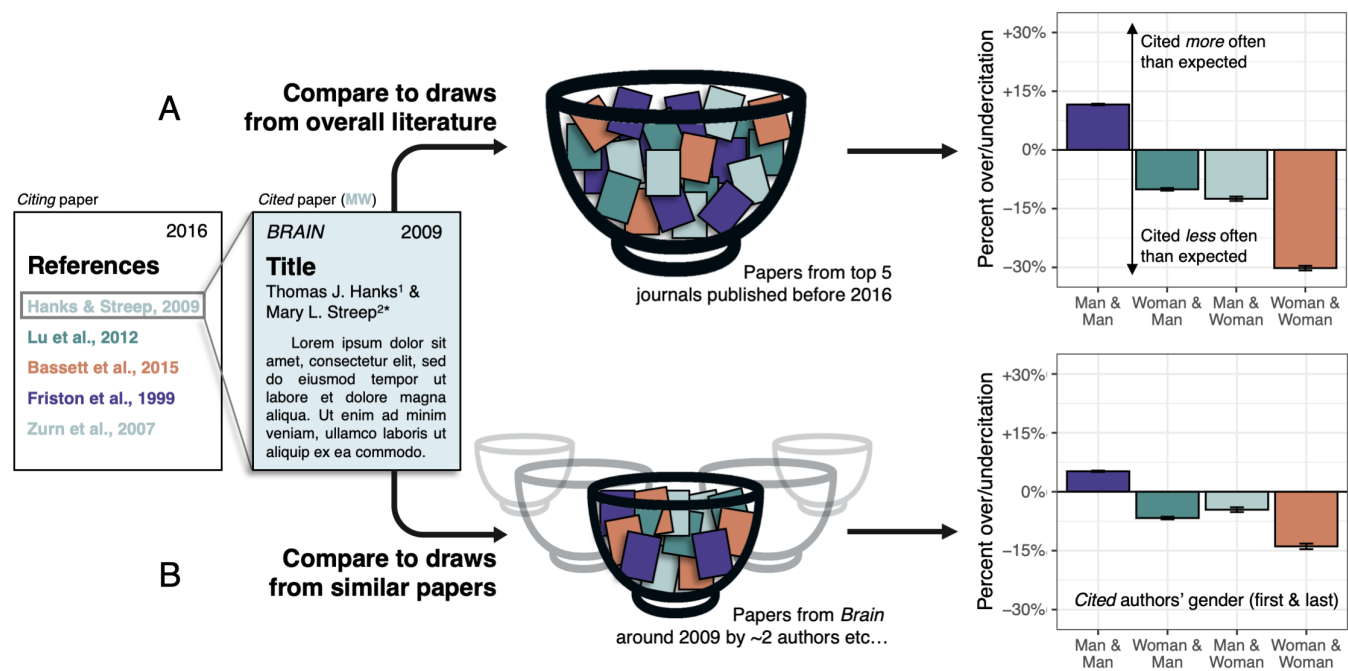 A
Compare to draws
from overall literature
Citing paper
2016
References
Hanks & Streep, 2009
Lu et al., 2012
Bassett et al., 2015
Friston et al., 1999
Zurn et al., 2007
Cited paper (MW)
BRAIN 2009
Title
Thomas J. Hanks¹ &
Mary L. Streep²*
Lorem ipsum dolor sit
amet, consectetur elit, sed
do eiusmod tempor ut
labore et dolore magna
aliqua. Ut enim ad minim
veniam, ullamco laboris ut
aliquip ex ea commodo.
Papers from top 5
journals published before 2016
Percent over/undercitation
+30%
+15%
0%
−15%
−30%
Cited more often
than expected
Cited less often
than expected
Man & Woman & Man & Woman &
Man Man Woman Woman
B
Compare to draws
from similar papers
Papers from Brain
around 2009 by ~2 authors etc…
Percent over/undercitation
+30%
+15%
0%
−15%
−30%
Cited authors' gender (first & last)
Man & Woman & Man & Woman &
Man Man Woman Woman